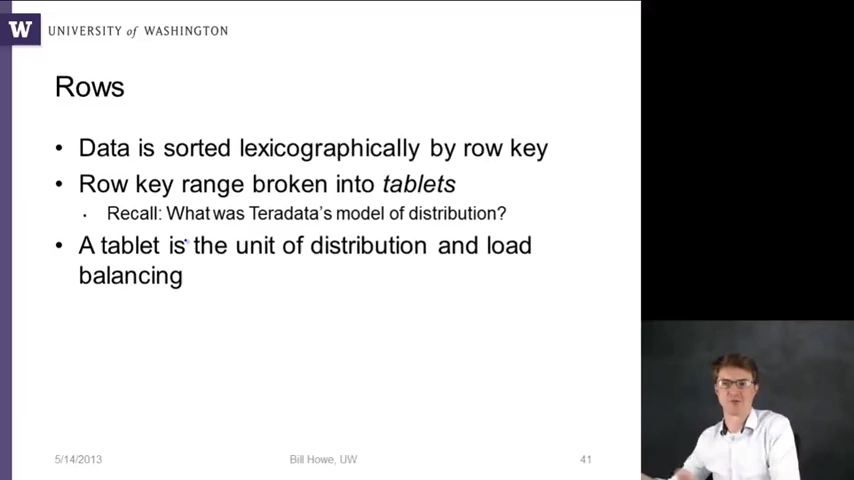 W UNIVERSITY of WASHINGTON
Rows
• Data is sorted lexicographically by row key
• Row key range broken into tablets
• Recall: What was Teradata's model of distribution?
• A tablet is the unit of distribution and load
balancing
5/14/2013 Bill Howe, UW 41